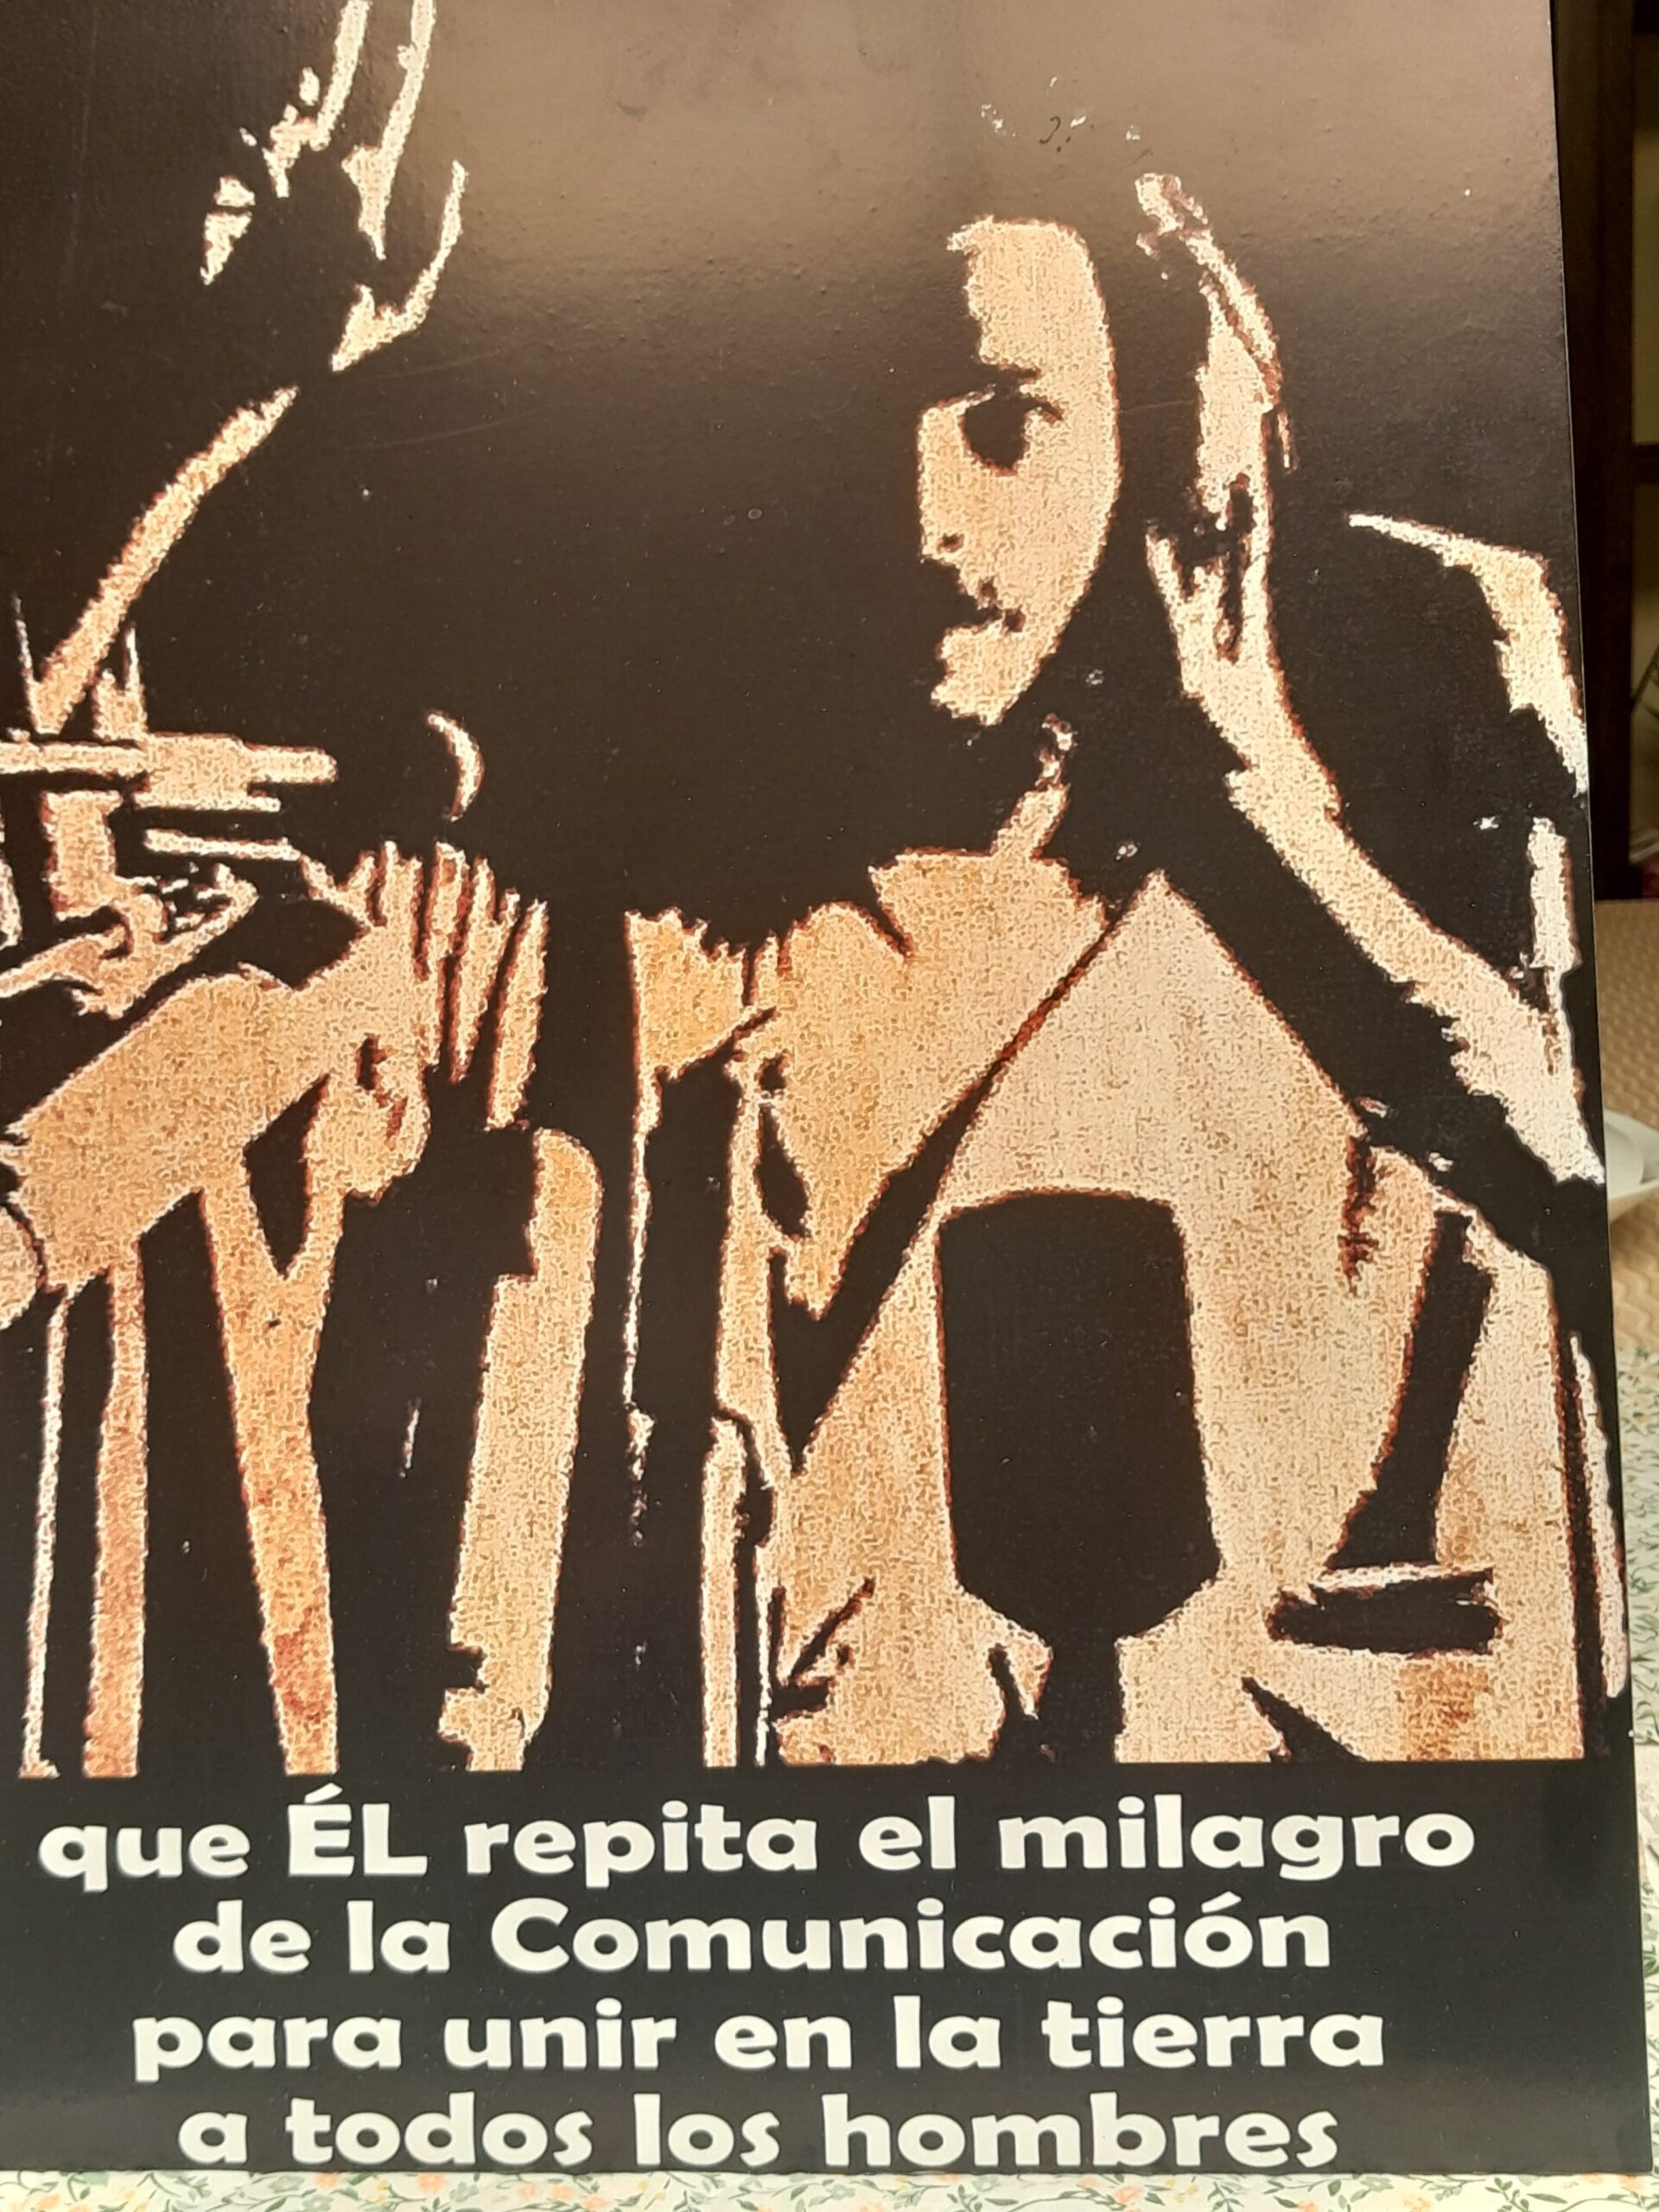 que ÉL repita el milagro
de la Comunicación
para unir en la tierra
a todos los hombres